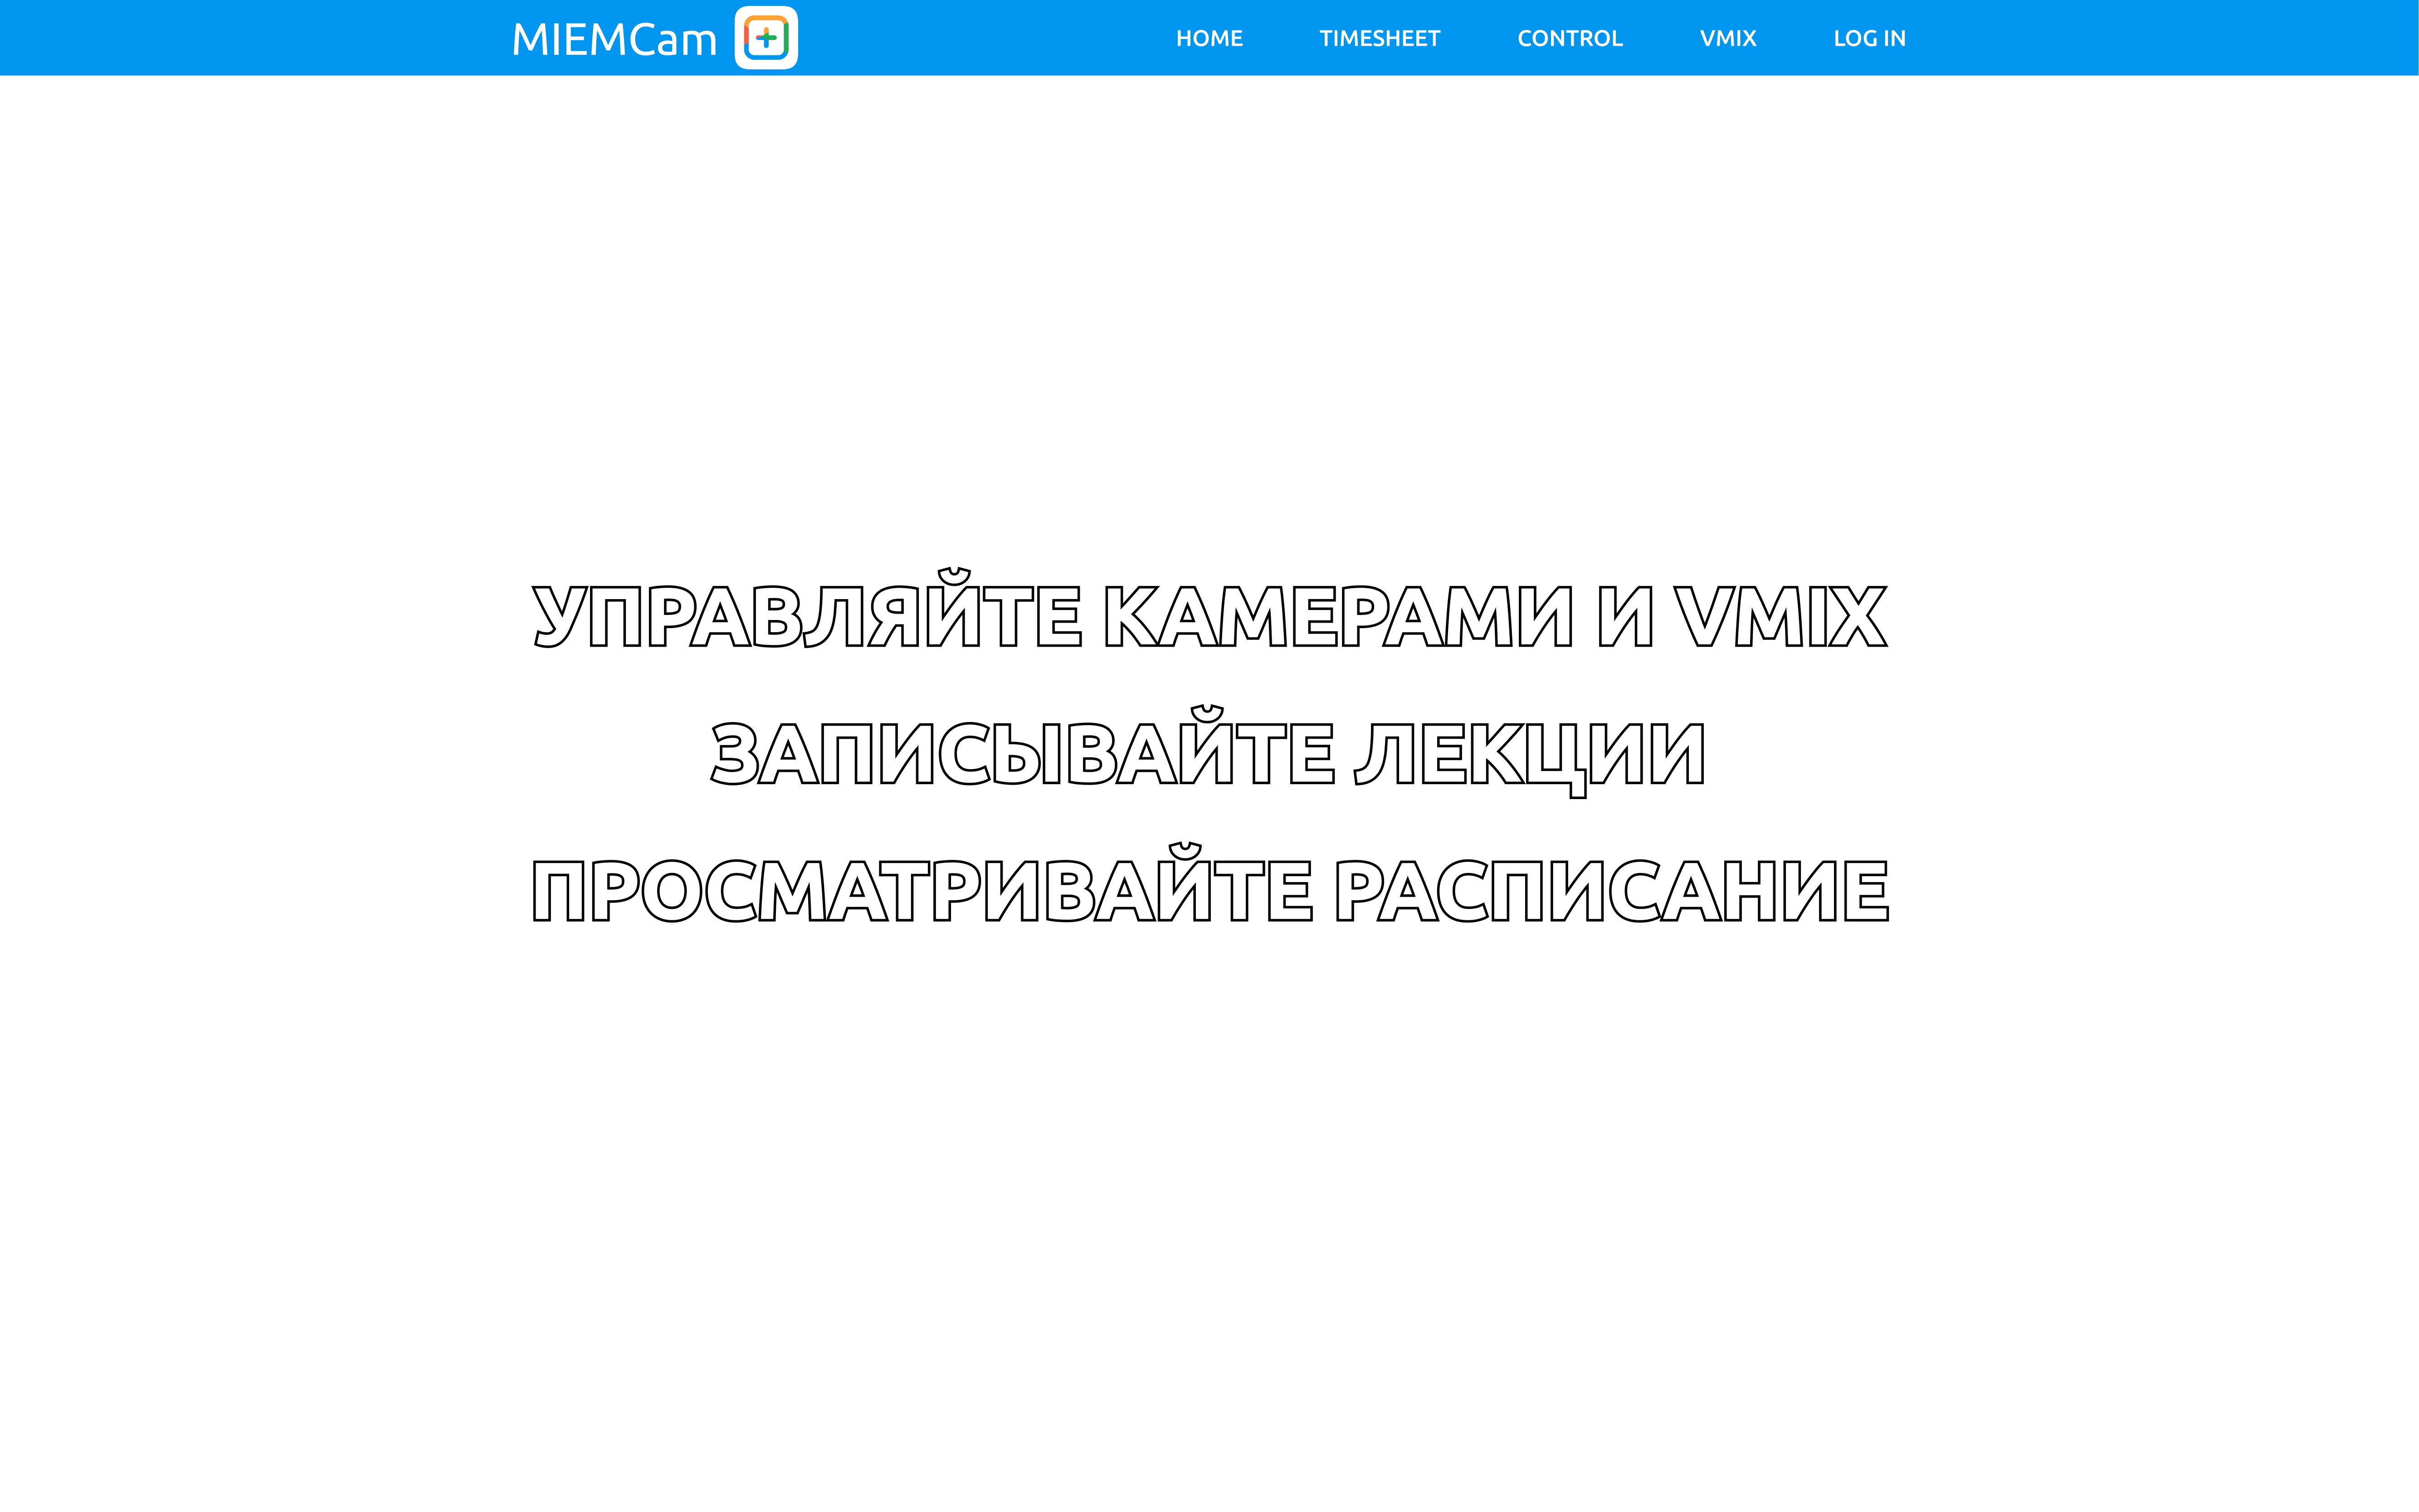 MIEMCam HOME TIMESHEET CONTROL VMIX LOG IN
УПРАВЛЯЙТЕ КАМЕРАМИ И VMIX
ЗАПИСЫВАЙТЕ ЛЕКЦИИ
ПРОСМАТРИВАЙТЕ РАСПИСАНИЕ